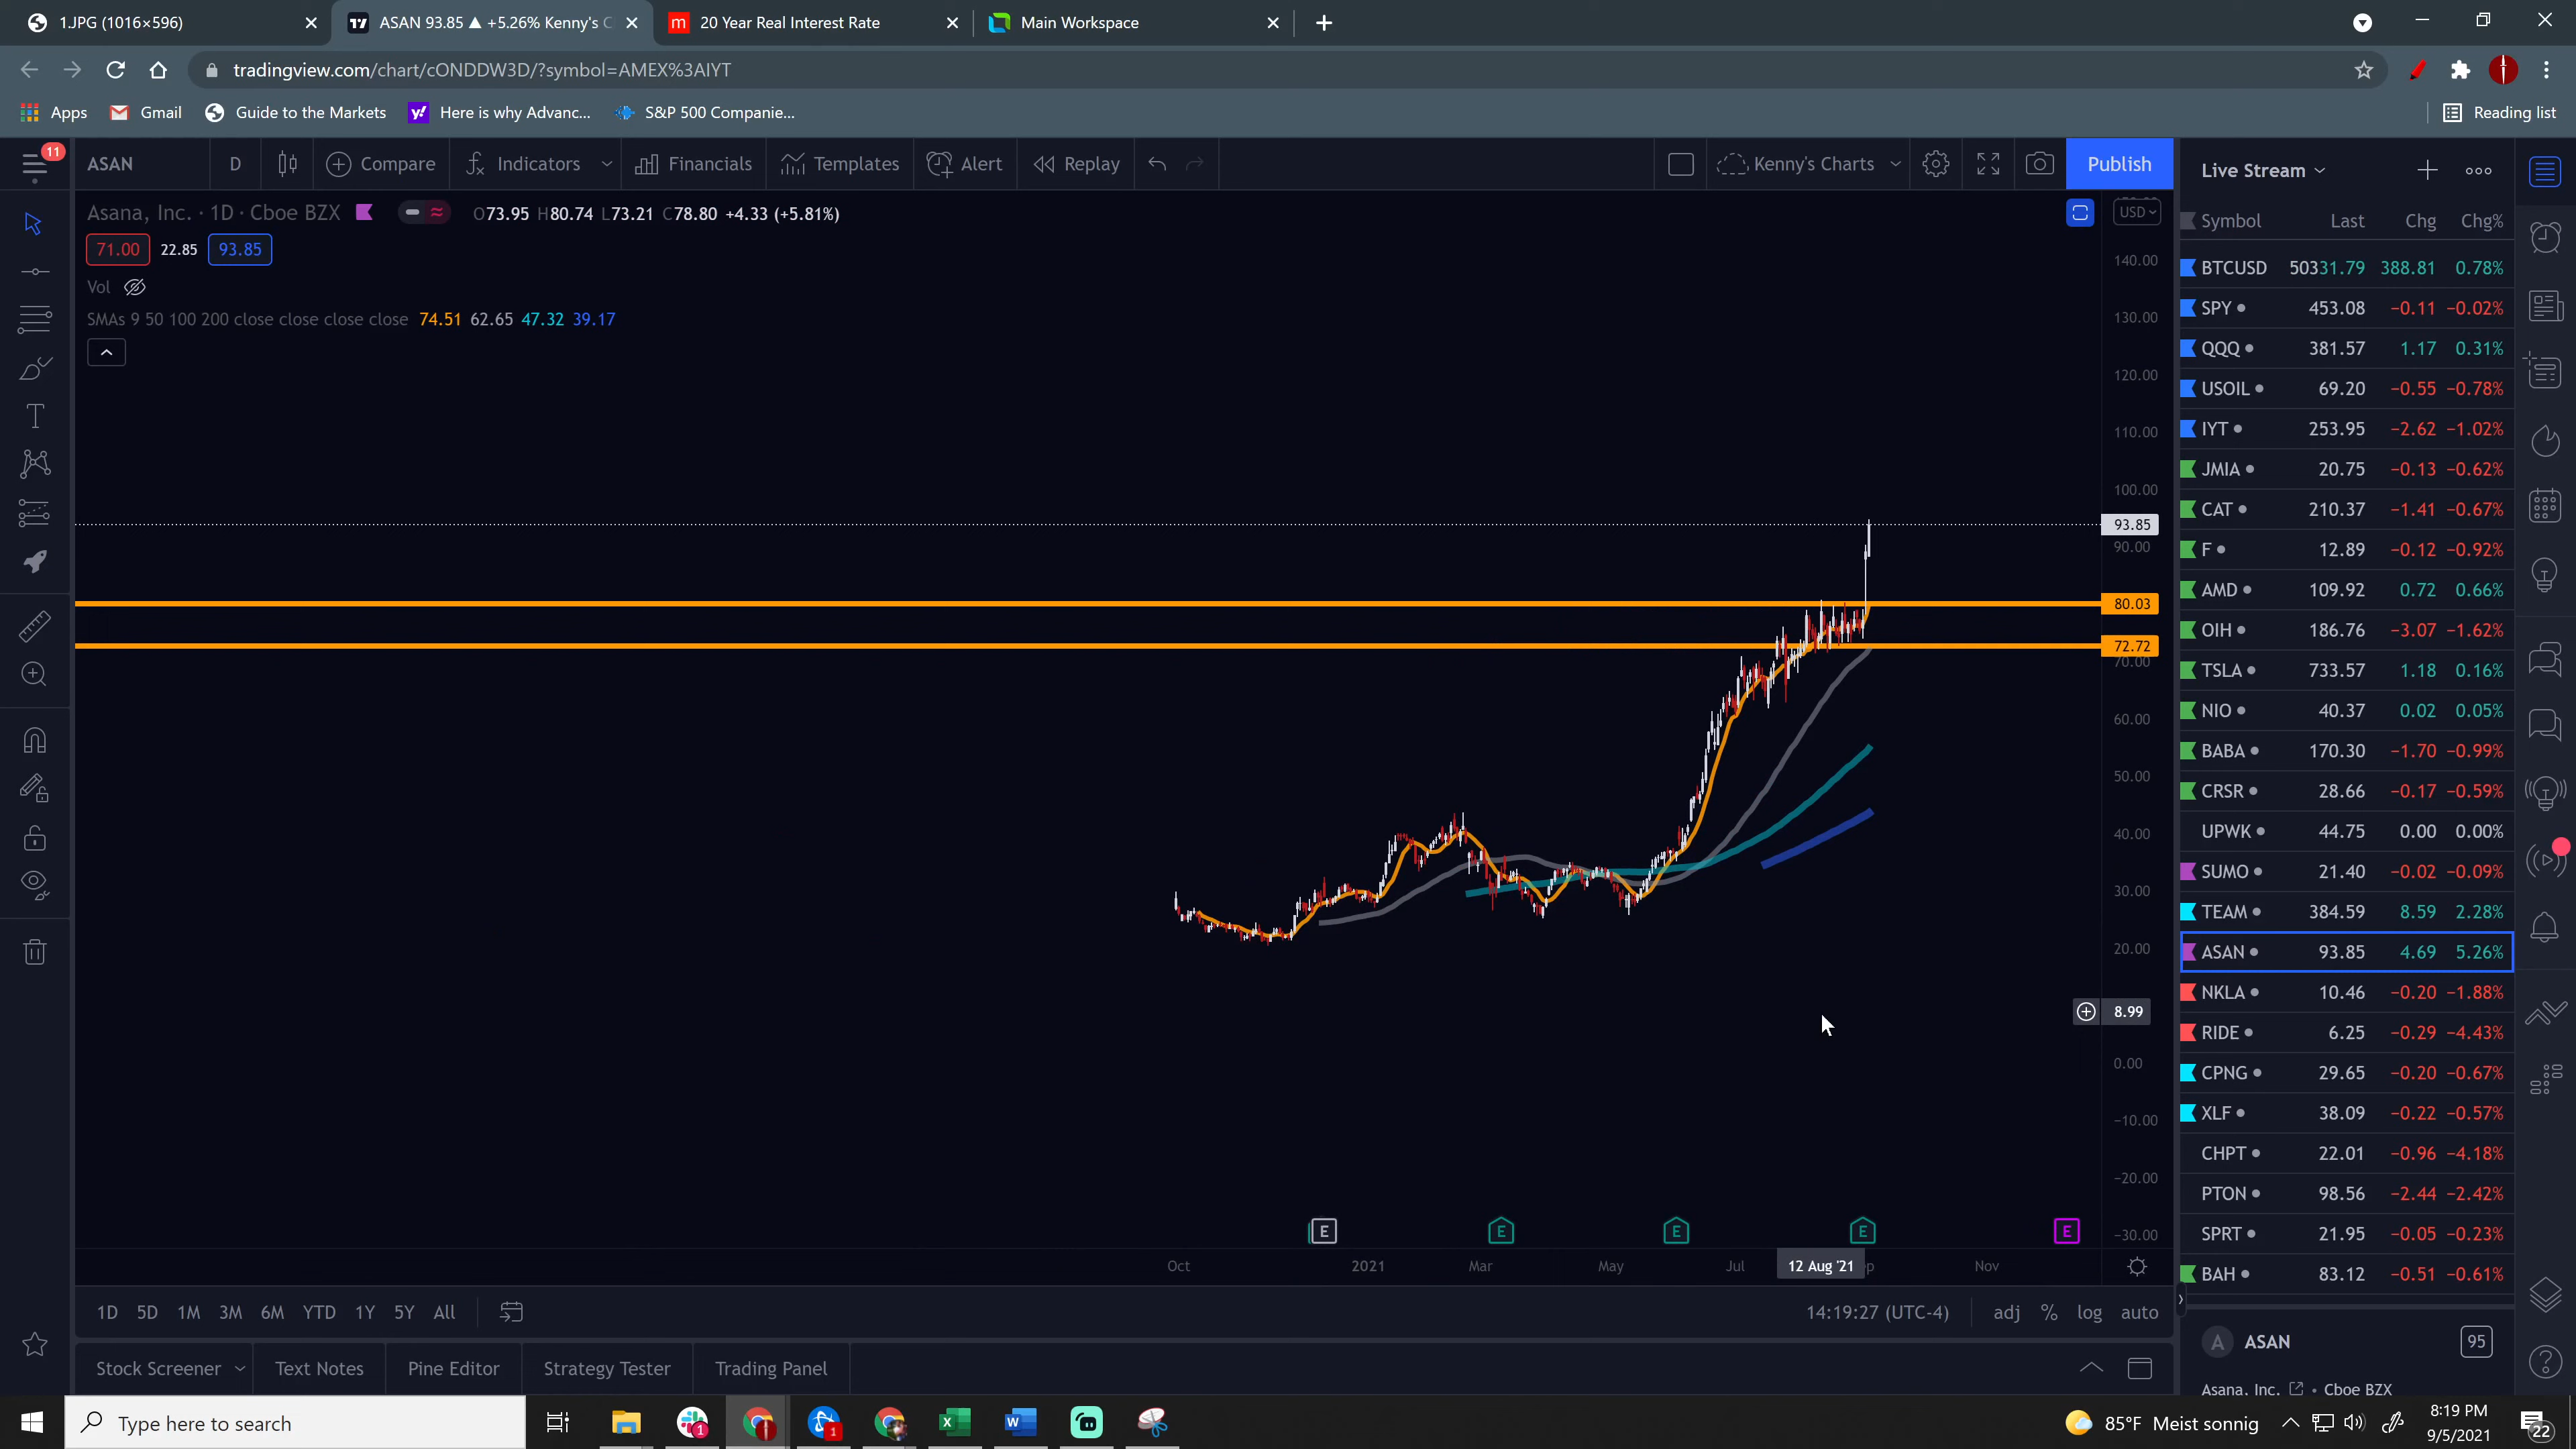 1.JPG (1016×596)
ASAN 93.85 ▲ +5.26% Kenny's C
20 Year Real Interest Rate
Main Workspace
tradingview.com/chart/cONDDW3D/?symbol=AMEX%3AIYT
Apps Gmail Guide to the Markets Here is why Advanc... S&P 500 Companie... Reading list
11
ASAN D Compare Indicators Financials Templates Alert Replay Kenny's Charts Publish
Asana, Inc. · 1D · Cboe BZX O73.95 H80.74 L73.21 C78.80 +4.33 (+5.81%)
71.00 22.85 93.85
Vol
SMAs 9 50 100 200 close close close close 74.51 62.65 47.32 39.17
USD
140.00
130.00
120.00
110.00
100.00
93.85
90.00
80.03
72.72
70.00
60.00
50.00
40.00
30.00
20.00
8.99
0.00
−10.00
−20.00
−30.00
E E E E E
Oct 2021 Mar May Jul 12 Aug '21 Nov
1D 5D 1M 3M 6M YTD 1Y 5Y All
14:19:27 (UTC-4) adj % log auto
Stock Screener Text Notes Pine Editor Strategy Tester Trading Panel
Live Stream
Symbol Last Chg Chg%
BTCUSD 50331.79 388.81 0.78%
SPY 453.08 −0.11 −0.02%
QQQ 381.57 1.17 0.31%
USOIL 69.20 −0.55 −0.78%
IYT 253.95 −2.62 −1.02%
JMIA 20.75 −0.13 −0.62%
CAT 210.37 −1.41 −0.67%
F 12.89 −0.12 −0.92%
AMD 109.92 0.72 0.66%
OIH 186.76 −3.07 −1.62%
TSLA 733.57 1.18 0.16%
NIO 40.37 0.02 0.05%
BABA 170.30 −1.70 −0.99%
CRSR 28.66 −0.17 −0.59%
UPWK 44.75 0.00 0.00%
SUMO 21.40 −0.02 −0.09%
TEAM 384.59 8.59 2.28%
ASAN 93.85 4.69 5.26%
NKLA 10.46 −0.20 −1.88%
RIDE 6.25 −0.29 −4.43%
CPNG 29.65 −0.20 −0.67%
XLF 38.09 −0.22 −0.57%
CHPT 22.01 −0.96 −4.18%
PTON 98.56 −2.44 −2.42%
SPRT 21.95 −0.05 −0.23%
BAH 83.12 −0.51 −0.61%
A ASAN 95
Asana, Inc. • Cboe BZX
Type here to search
1
1
85°F Meist sonnig
8:19 PM
9/5/2021
22